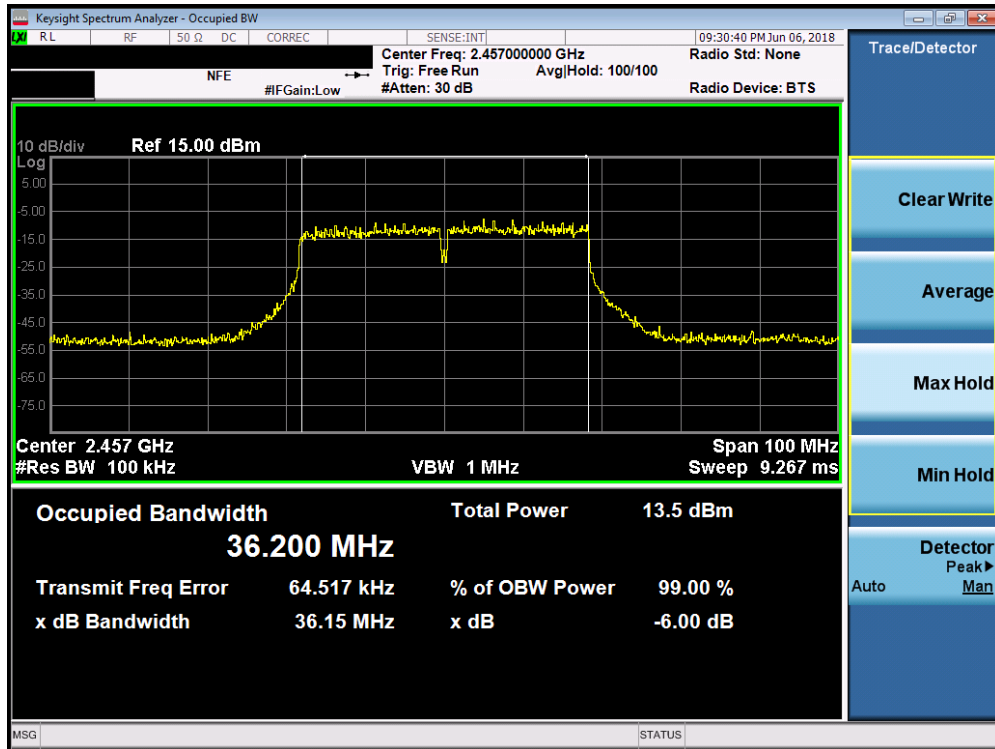 Keysight Spectrum Analyzer - Occupied BW
LXI RL RF 50 Ω DC CORREC SENSE:INT 09:30:40 PM Jun 06, 2018
Center Freq: 2.457000000 GHz Radio Std: None
NFE Trig: Free Run Avg|Hold: 100/100
#IFGain:Low #Atten: 30 dB Radio Device: BTS
Trace/Detector
10 dB/div Ref 15.00 dBm
Log
5.00
-5.00
-15.0
-25.0
-35.0
-45.0
-55.0
-65.0
-75.0
Center 2.457 GHz Span 100 MHz
#Res BW 100 kHz VBW 1 MHz Sweep 9.267 ms
Occupied Bandwidth Total Power 13.5 dBm
36.200 MHz
Transmit Freq Error 64.517 kHz % of OBW Power 99.00 %
x dB Bandwidth 36.15 MHz x dB -6.00 dB
Clear Write
Average
Max Hold
Min Hold
Detector
Peak▶
Auto Man
MSG STATUS